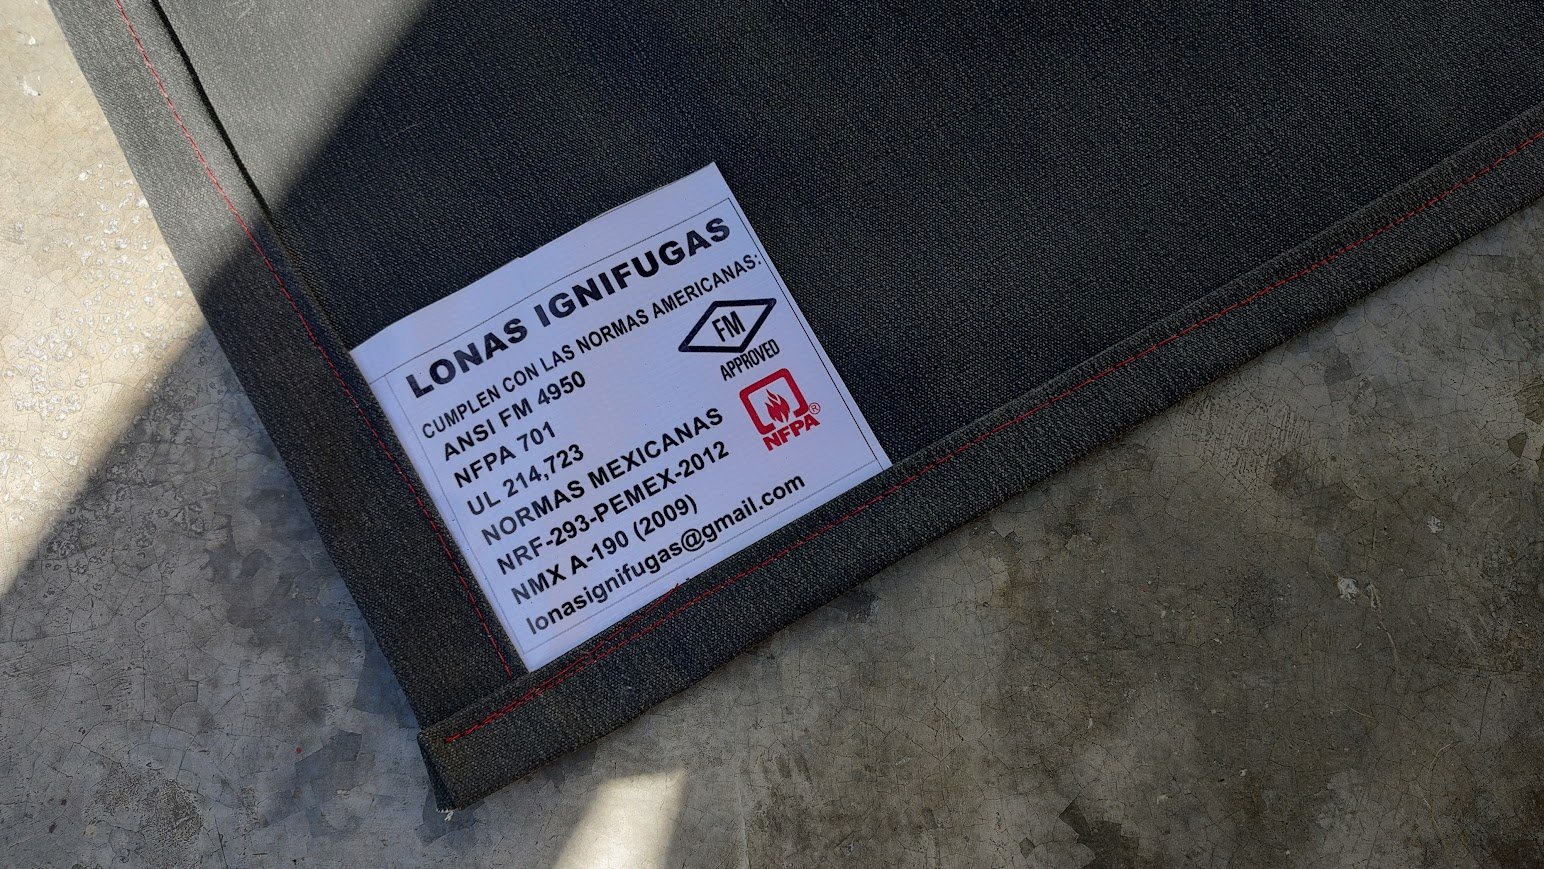 LONAS IGNIFUGAS
CUMPLEN CON LAS NORMAS AMERICANAS:
ANSI FM 4950
NFPA 701
UL 214,723
NORMAS MEXICANAS
NRF-293-PEMEX-2012
NMX A-190 (2009)
lonasignifugas@gmail.com
FM
APPROVED
NFPA®